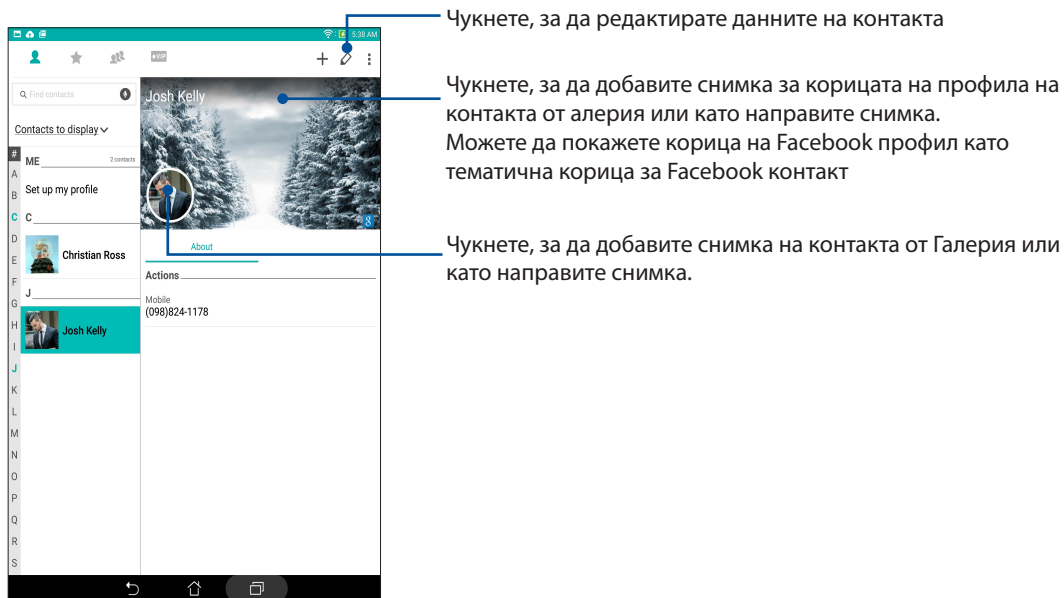 Чукнете, за да редактирате данните на контакта
5:38 AM
VIP
Find contacts
Josh Kelly
Чукнете, за да добавите снимка за корицата на профила на
контакта от алерия или като направите снимка.
Можете да покажете корица на Facebook профил като
тематична корица за Facebook контакт
Contacts to display
ME
2 contacts
Set up my profile
C
Christian Ross
J
Josh Kelly
#
A
B
C
D
E
F
G
H
I
J
K
L
M
N
O
P
Q
R
S
8
About
Actions
Mobile
(098)824-1178
Чукнете, за да добавите снимка на контакта от Галерия или
като направите снимка.